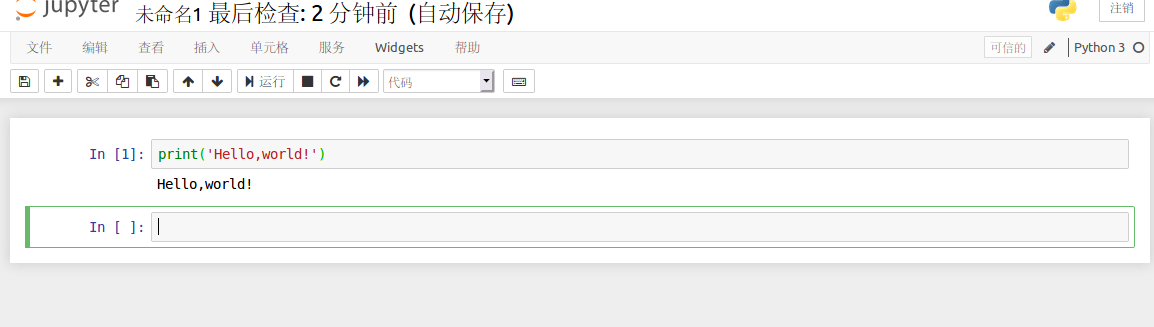 jupyter 未命名1 最后检查: 2 分钟前 (自动保存) 注销
文件 编辑 查看 插入 单元格 服务 Widgets 帮助 可信的 Python 3
运行 代码
In [1]: print('Hello,world!')
Hello,world!
In [ ]: